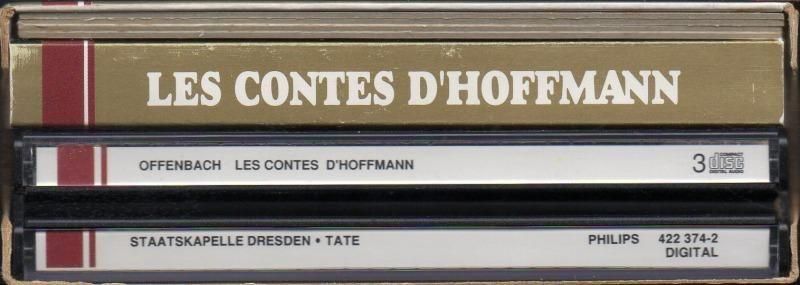 LES CONTES D'HOFFMANN
OFFENBACH LES CONTES D'HOFFMANN 3 COMPACT disc DIGITAL AUDIO
STAATSKAPELLE DRESDEN • TATE PHILIPS 422 374-2
DIGITAL